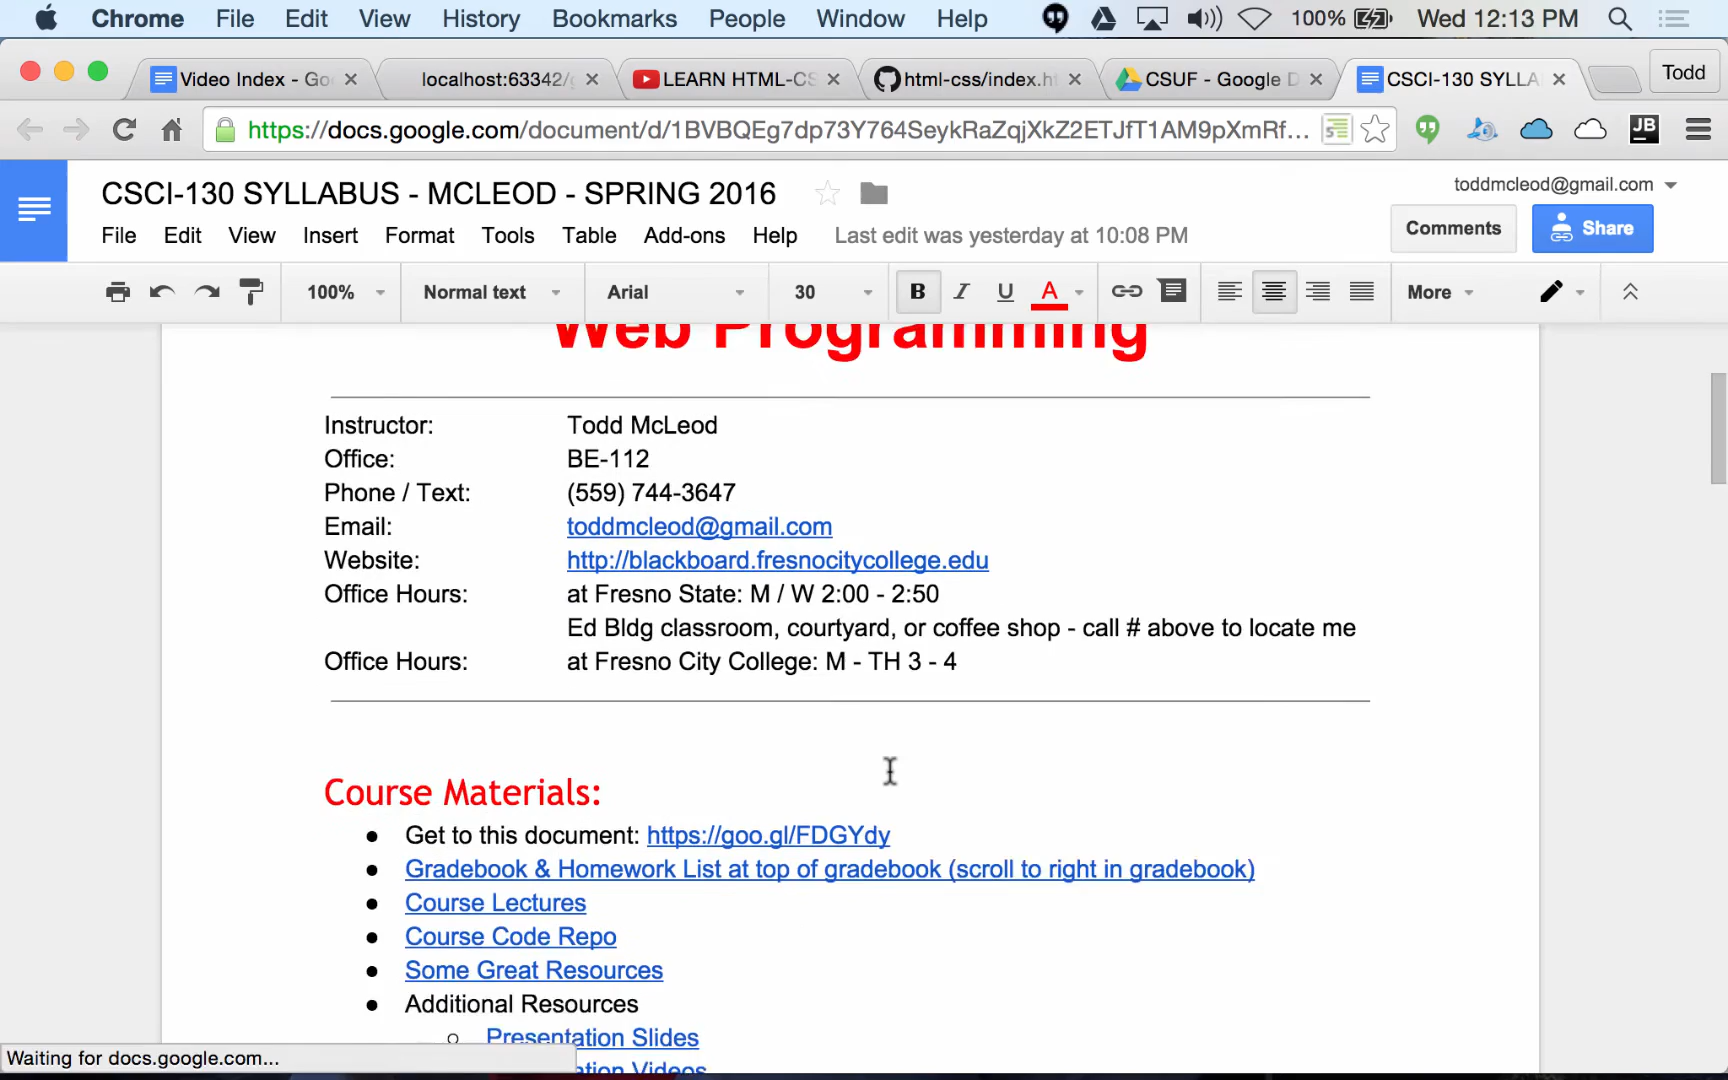 Chrome File Edit View History Bookmarks People Window Help 100% Wed 12:13 PM
Video Index - Go localhost:63342/ LEARN HTML-CS html-css/index.h CSUF - Google D CSCI-130 SYLLA Todd
https://docs.google.com/document/d/1BVBQEg7dp73Y764SeykRaZqjXkZ2ETJfT1AM9pXmRf... JB
CSCI-130 SYLLABUS - MCLEOD - SPRING 2016 toddmcleod@gmail.com
File Edit View Insert Format Tools Table Add-ons Help Last edit was yesterday at 10:08 PM Comments Share
100% Normal text Arial 30 B I U A More
Web Programming
Instructor: Todd McLeod
Office: BE-112
Phone / Text: (559) 744-3647
Email: toddmcleod@gmail.com
Website: http://blackboard.fresnocitycollege.edu
Office Hours: at Fresno State: M / W 2:00 - 2:50
Ed Bldg classroom, courtyard, or coffee shop - call # above to locate me
Office Hours: at Fresno City College: M - TH 3 - 4
Course Materials:
Get to this document: https://goo.gl/FDGYdy
Gradebook & Homework List at top of gradebook (scroll to right in gradebook)
Course Lectures
Course Code Repo
Some Great Resources
Additional Resources
Presentation Slides
Waiting for docs.google.com... ation Videos